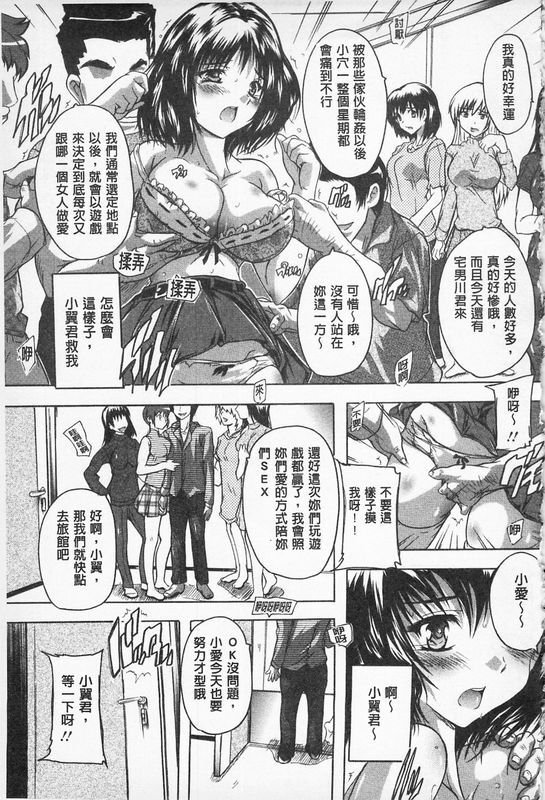 我真的好幸運
討厭
被那些傢伙輪姦以後
小穴一整個星期都
會痛到不行
我們通常選定地點
以後，就會以遊戲
來決定到底每次又
跟哪一個女人做愛
今天的人數好多，
真的好慘哦，
而且今天還有
宅男川君來
可惜～哦，
沒有人站在
妳這一方～
揉弄
揉弄
怎麼會
這樣子，
小翼君救我
咿
呀啊
來
咿呀～!!
不要
咿
不要這
樣子摸
我呀!!
還好這次妳們玩遊
戲都贏了，我會照
妳們愛的方式陪妳
們SEX
好啊，小翼，
那我們就快點
去旅館吧
小愛～
咿呀
啊～
小翼君～
OK沒問題，
小愛今天也要
努力才型哦
小翼君，
等一下呀!!